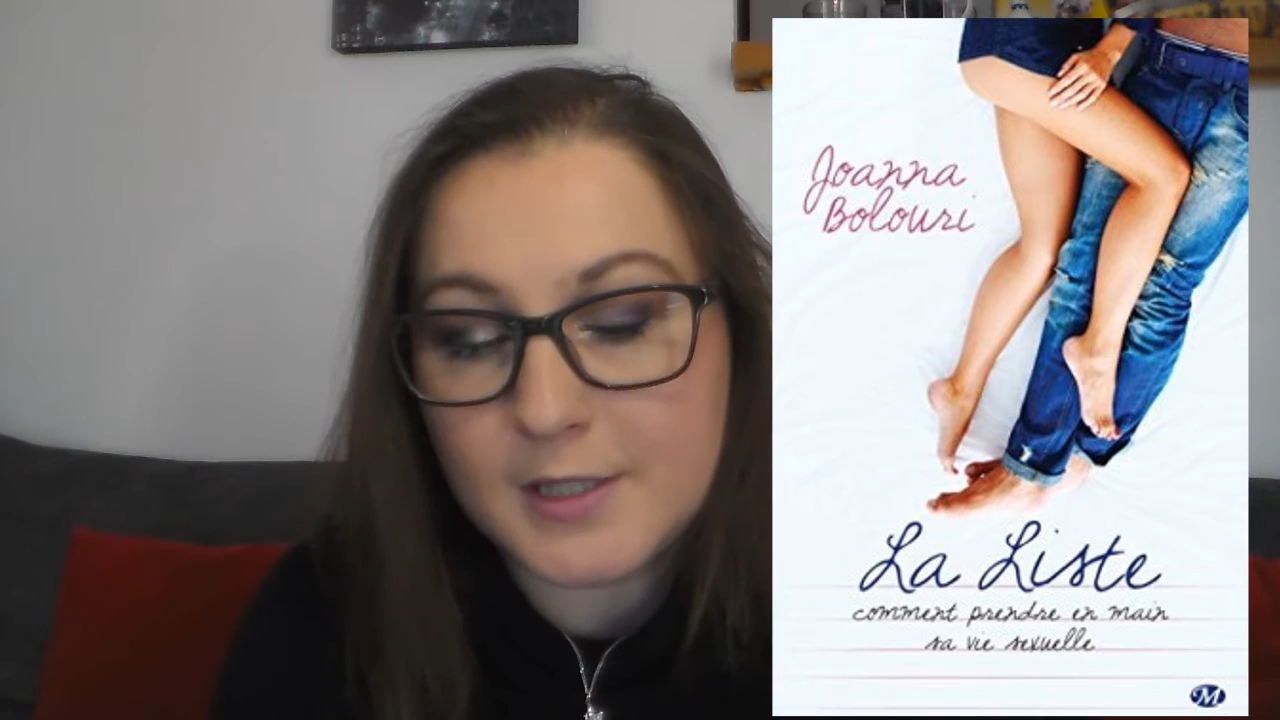 Joanna
Bolouri
La Liste
comment prendre en main
sa vie sexuelle
M